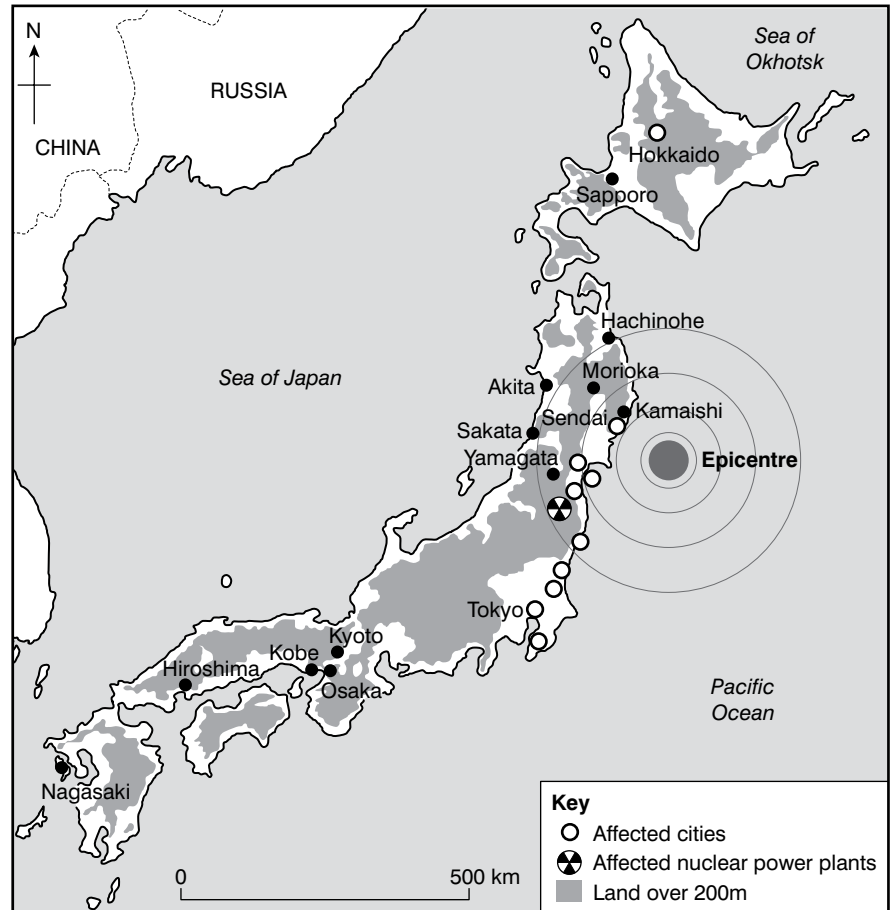 N
Sea of
Okhotsk
RUSSIA
CHINA
Hokkaido
Sapporo
Hachinohe
Sea of Japan
Morioka
Akita
Kamaishi
Sendai
Sakata
Yamagata
Epicentre
Tokyo
Kyoto
Kobe
Hiroshima
Osaka
Pacific
Ocean
Nagasaki
Key
Affected cities
Affected nuclear power plants
Land over 200m
0 500 km